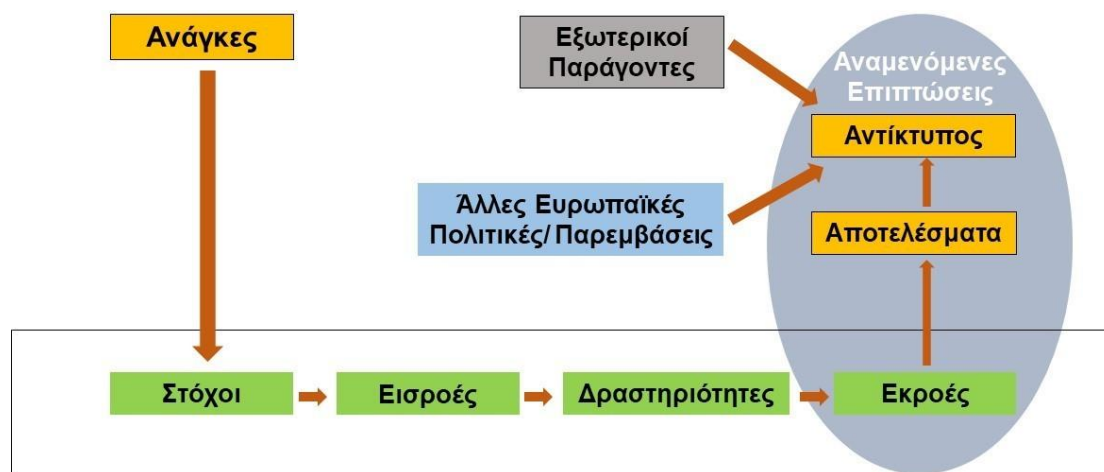 Ανάγκες
Εξωτερικοί
Παράγοντες
Αναμενόμενες
Επιπτώσεις
Αντίκτυπος
Άλλες Ευρωπαϊκές
Πολιτικές/ Παρεμβάσεις
Αποτελέσματα
Στόχοι
Εισροές
Δραστηριότητες
Εκροές